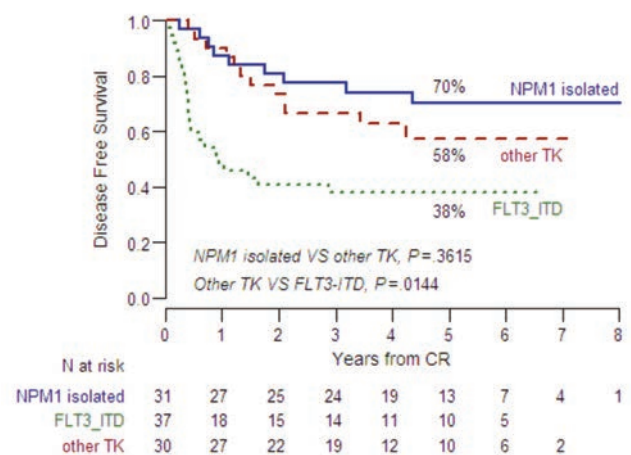 Disease Free Survival
1.0
0.8
0.6
0.4
0.2
0.0
70%
NPM1 isolated
58%
other TK
38%
FLT3_ITD
NPM1 isolated VS other TK, P=.3615
Other TK VS FLT3-ITD, P=.0144
0 1 2 3 4 5 6 7 8
Years from CR
N at risk
NPM1 isolated 31 27 25 24 19 13 7 4 1
FLT3_ITD 37 18 15 14 11 10 5
other TK 30 27 22 19 12 10 6 2